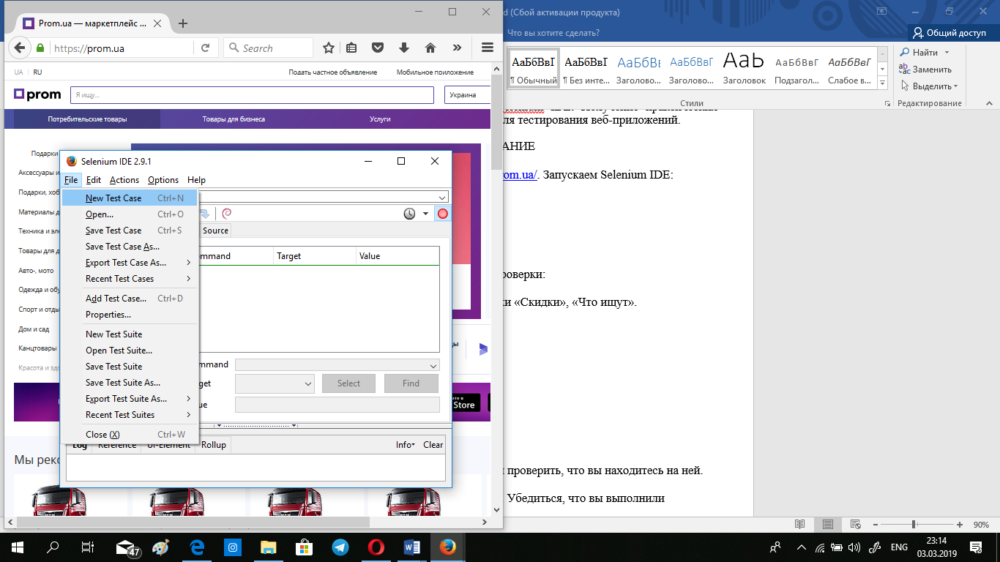 Prom.ua — маркетплейс ...
https://prom.ua
Search
UA | RU
Подать частное объявление
Мобильное приложение
prom
Я ищу...
Украина
Потребительские товары
Товары для бизнеса
Услуги
Подарки
Аксессуары и
Подарки, хоб
Материалы д
Техника и эле
Товары для д
Авто-, мото
Одежда и обу
Спорт и отды
Дом и сад
Канцтовары
Красота и здо
Store
Мы реко
Selenium IDE 2.9.1
File Edit Actions Options Help
New Test Case Ctrl+N
Open... Ctrl+O
Save Test Case Ctrl+S
Save Test Case As...
Export Test Case As...
Recent Test Cases
Add Test Case... Ctrl+D
Properties...
New Test Suite
Open Test Suite...
Save Test Suite
Save Test Suite As...
Export Test Suite As...
Recent Test Suites
Close (X) Ctrl+W
Source
mmand Target Value
mmand
get Select Find
ue
Log Reference UI-Element Rollup Info Clear
d (Сбой активации продукта)
Что вы хотите сделать?
Общий доступ
АаБбВвГ АаБбВвГ АаБбВв АаБбВвГ АаБ АаБбВвГ АаБбВвГ
¶ Обычный ¶ Без инте... Заголово... Заголово... Заголовок Подзагол... Слабое в...
Стили
Найти
Заменить
Выделить
Редактирование
ля тестирования веб-приложений.
АНИЕ
rom.ua/. Запускаем Selenium IDE:
роверки:
ки «Скидки», «Что ищут».
и проверить, что вы находитесь на ней.
Убедиться, что вы выполнили
90%
47
ENG
23:14
03.03.2019